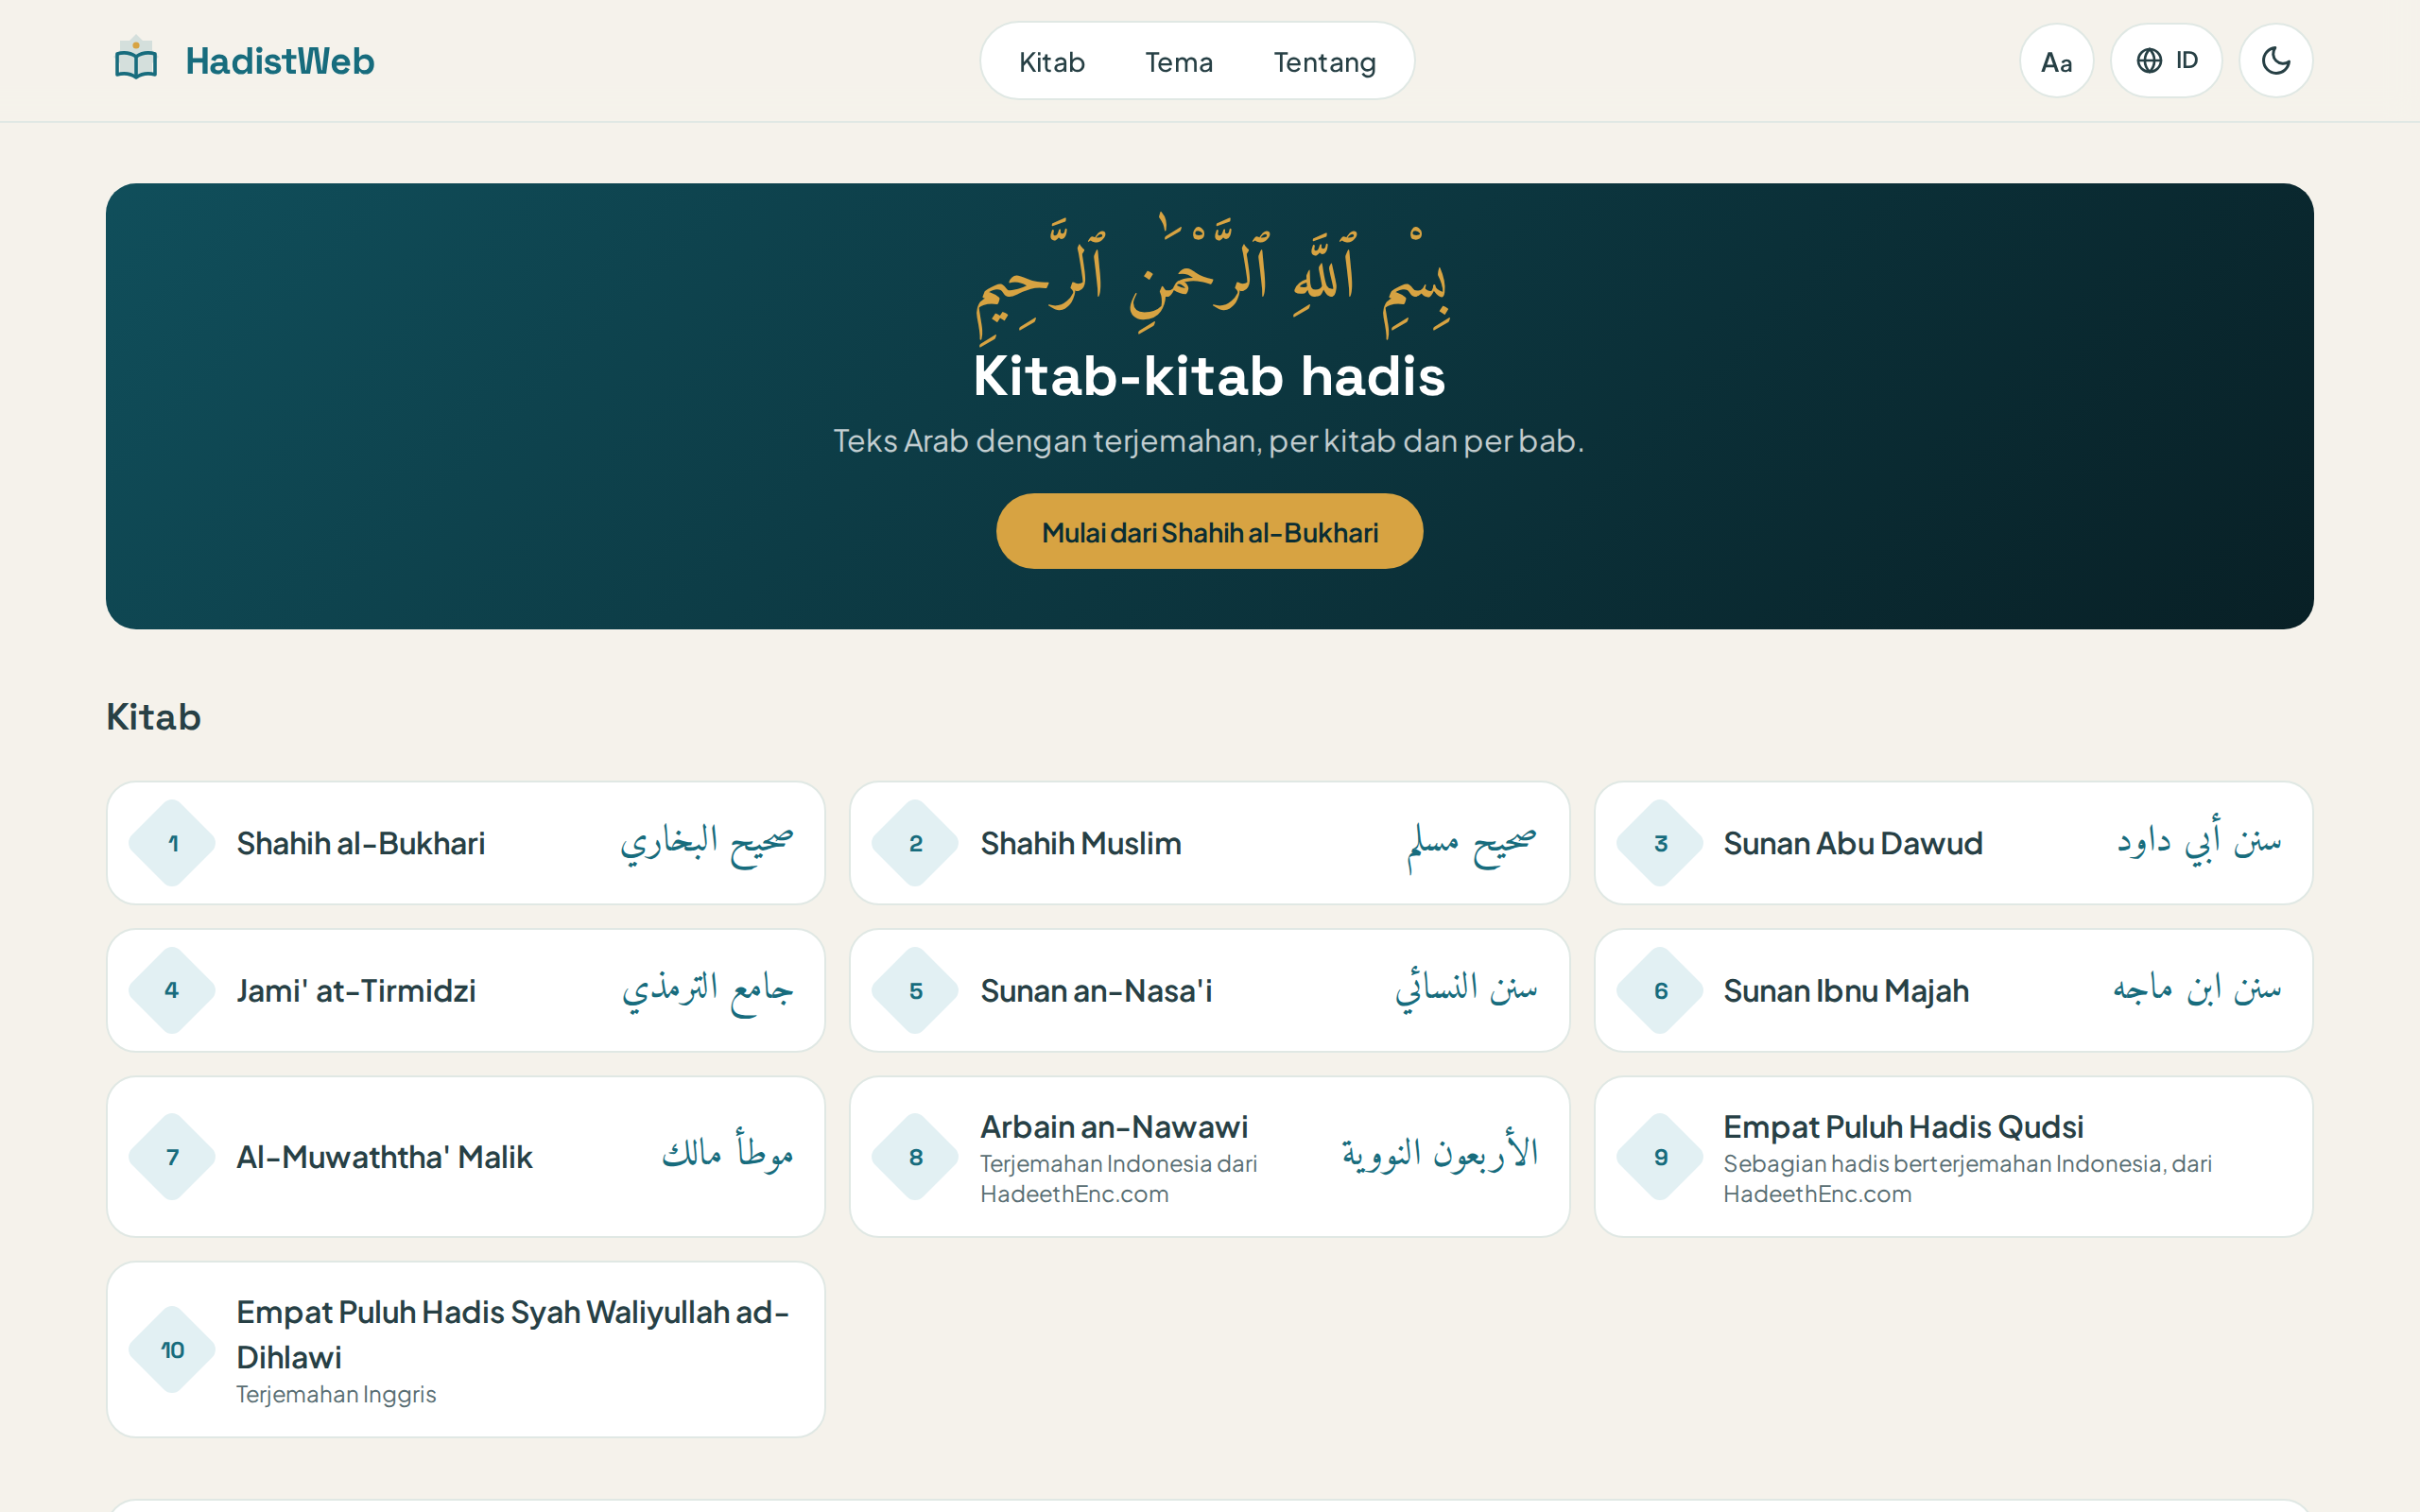 HadistWeb
Kitab Tema Tentang
Aa ID
بِسْمِ ٱللَّهِ ٱلرَّحْمَٰنِ ٱلرَّحِيمِ
Kitab-kitab hadis
Teks Arab dengan terjemahan, per kitab dan per bab.
Mulai dari Shahih al-Bukhari
Kitab
1 Shahih al-Bukhari صحيح البخاري
2 Shahih Muslim صحيح مسلم
3 Sunan Abu Dawud سنن أبي داود
4 Jami' at-Tirmidzi جامع الترمذي
5 Sunan an-Nasa'i سنن النسائي
6 Sunan Ibnu Majah سنن ابن ماجه
7 Al-Muwaththa' Malik موطأ مالك
8 Arbain an-Nawawi الأربعون النووية
Terjemahan Indonesia dari
HadeethEnc.com
9 Empat Puluh Hadis Qudsi
Sebagian hadis berterjemahan Indonesia, dari
HadeethEnc.com
10 Empat Puluh Hadis Syah Waliyullah ad-
Dihlawi
Terjemahan Inggris